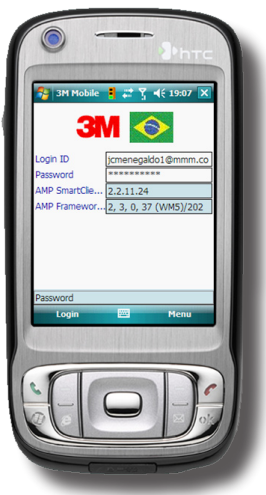 hTC
3M Mobile 19:07
3M
Login ID jcmenegaldo1@mmm.co
Password **********
AMP SmartClie... 2.2.11.24
AMP Framewor... 2, 3, 0, 37 (WM5)/202
Password
Login Menu
ok